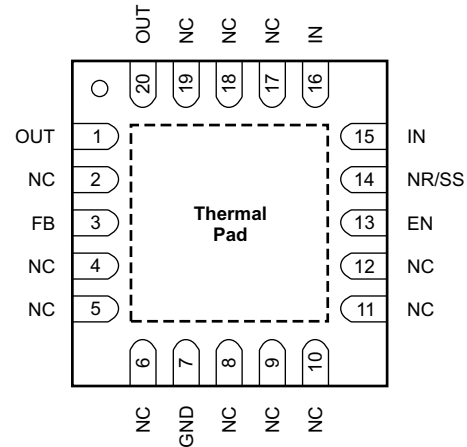 OUT NC NC NC IN
20 19 18 17 16
OUT 1 15 IN
NC 2 14 NR/SS
FB 3 Thermal 13 EN
Pad
NC 4 12 NC
NC 5 11 NC
6 7 8 9 10
NC GND NC NC NC